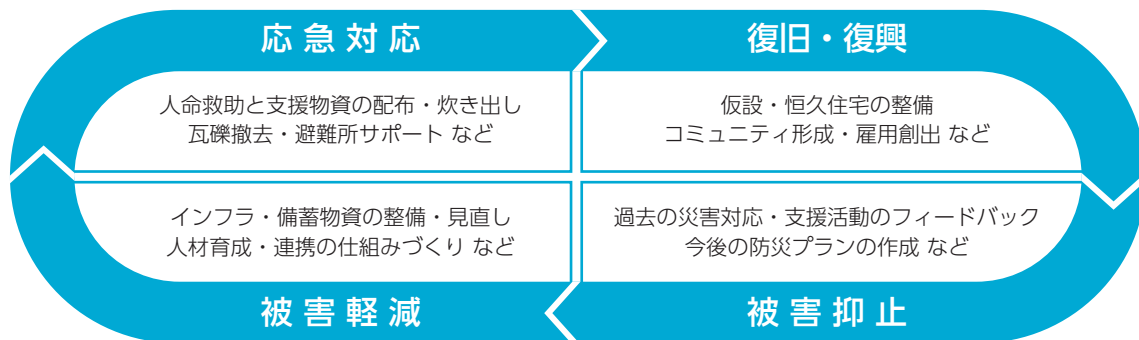 応急対応
復旧・復興
人命救助と支援物資の配布・炊き出し
瓦礫撤去・避難所サポート など
仮設・恒久住宅の整備
コミュニティ形成・雇用創出 など
インフラ・備蓄物資の整備・見直し
人材育成・連携の仕組みづくり など
過去の災害対応・支援活動のフィードバック
今後の防災プランの作成 など
被害軽減
被害抑止